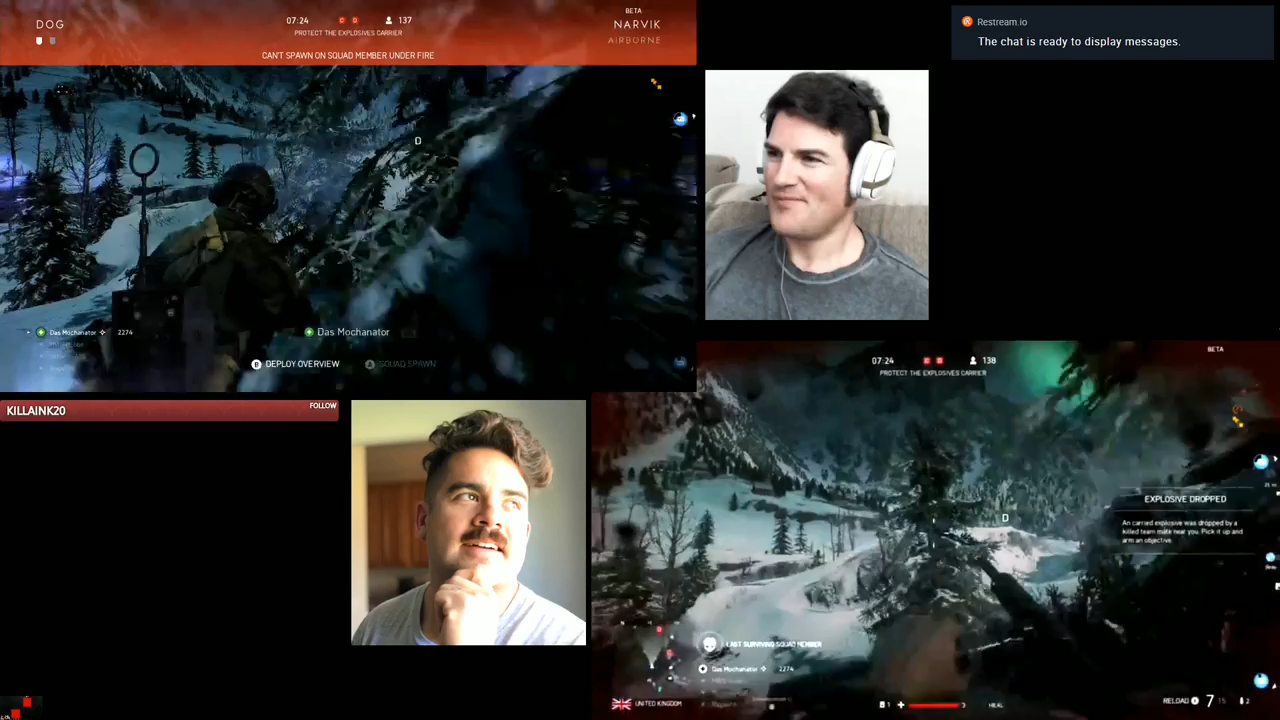 DOG
07:24
C D
137
PROTECT THE EXPLOSIVES CARRIER
CAN'T SPAWN ON SQUAD MEMBER UNDER FIRE
BETA
NARVIK
AIRBORNE
D
Das Mochanator 2274
Das Mochanator
B DEPLOY OVERVIEW
A SQUAD SPAWN
Restream.io
The chat is ready to display messages.
KILLAINK20
FOLLOW
07:24
138
PROTECT THE EXPLOSIVES CARRIER
BETA
D
EXPLOSIVE DROPPED
An carried explosive was dropped by a
killed team mate near you. Pick it up and
arm an objective.
LAST SURVIVING SQUAD MEMBER
Das Mochanator 2274
UNITED KINGDOM
1
HEAL
RELOAD
7 15
2